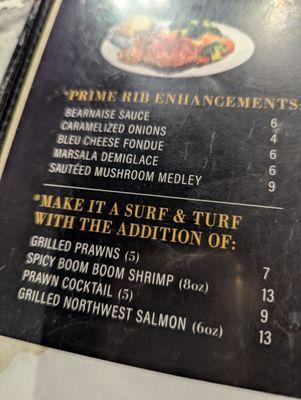 *PRIME RIB ENHANCEMENTS:
BEARNAISE SAUCE 6
CARAMELIZED ONIONS 4
BLEU CHEESE FONDUE 6
MARSALA DEMIGLACE 6
SAUTÉED MUSHROOM MEDLEY 9
*MAKE IT A SURF & TURF
WITH THE ADDITION OF:
GRILLED PRAWNS (5) 7
SPICY BOOM BOOM SHRIMP (8oz) 13
PRAWN COCKTAIL (5) 9
GRILLED NORTHWEST SALMON (6oz) 13